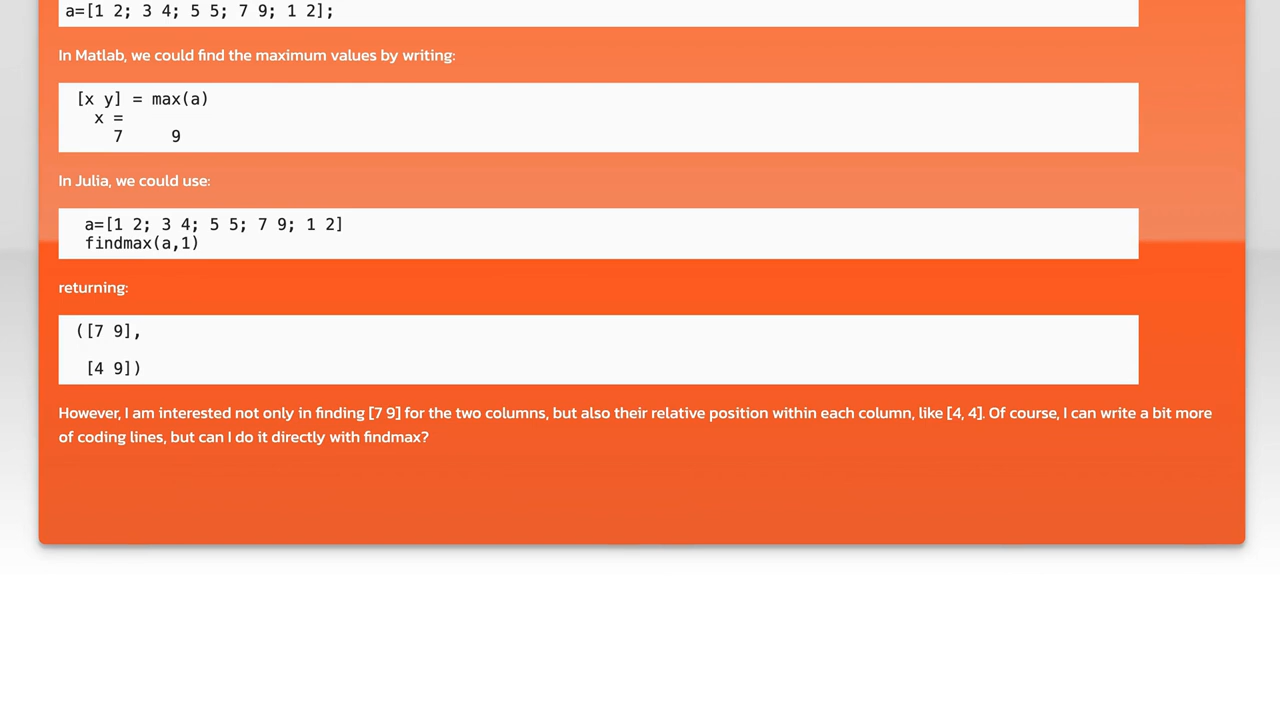 a=[1 2; 3 4; 5 5; 7 9; 1 2];
In Matlab, we could find the maximum values by writing:
[x y] = max(a)
x =
7 9
In Julia, we could use:
a=[1 2; 3 4; 5 5; 7 9; 1 2]
findmax(a,1)
returning:
([7 9],
[4 9])
However, I am interested not only in finding [7 9] for the two columns, but also their relative position within each column, like [4, 4]. Of course, I can write a bit more
of coding lines, but can I do it directly with findmax?